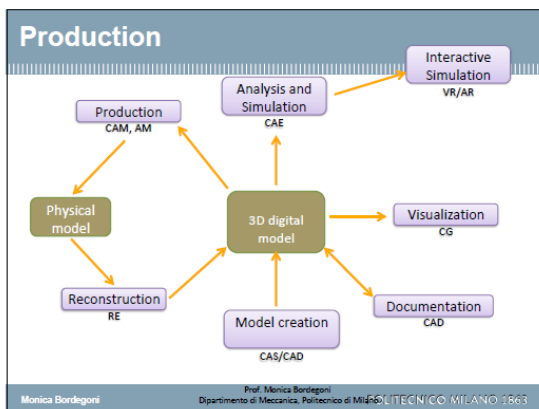 Production
Interactive
Simulation
VR/AR
Analysis and
Simulation
CAE
Production
CAM, AM
Physical
model
3D digital
model
Visualization
CG
Reconstruction
RE
Model creation
CAS/CAD
Documentation
CAD
Monica Bordegoni
Prof. Monica Bordegoni
Dipartimento di Meccanica, Politecnico di Milano
POLITECNICO MILANO 1863